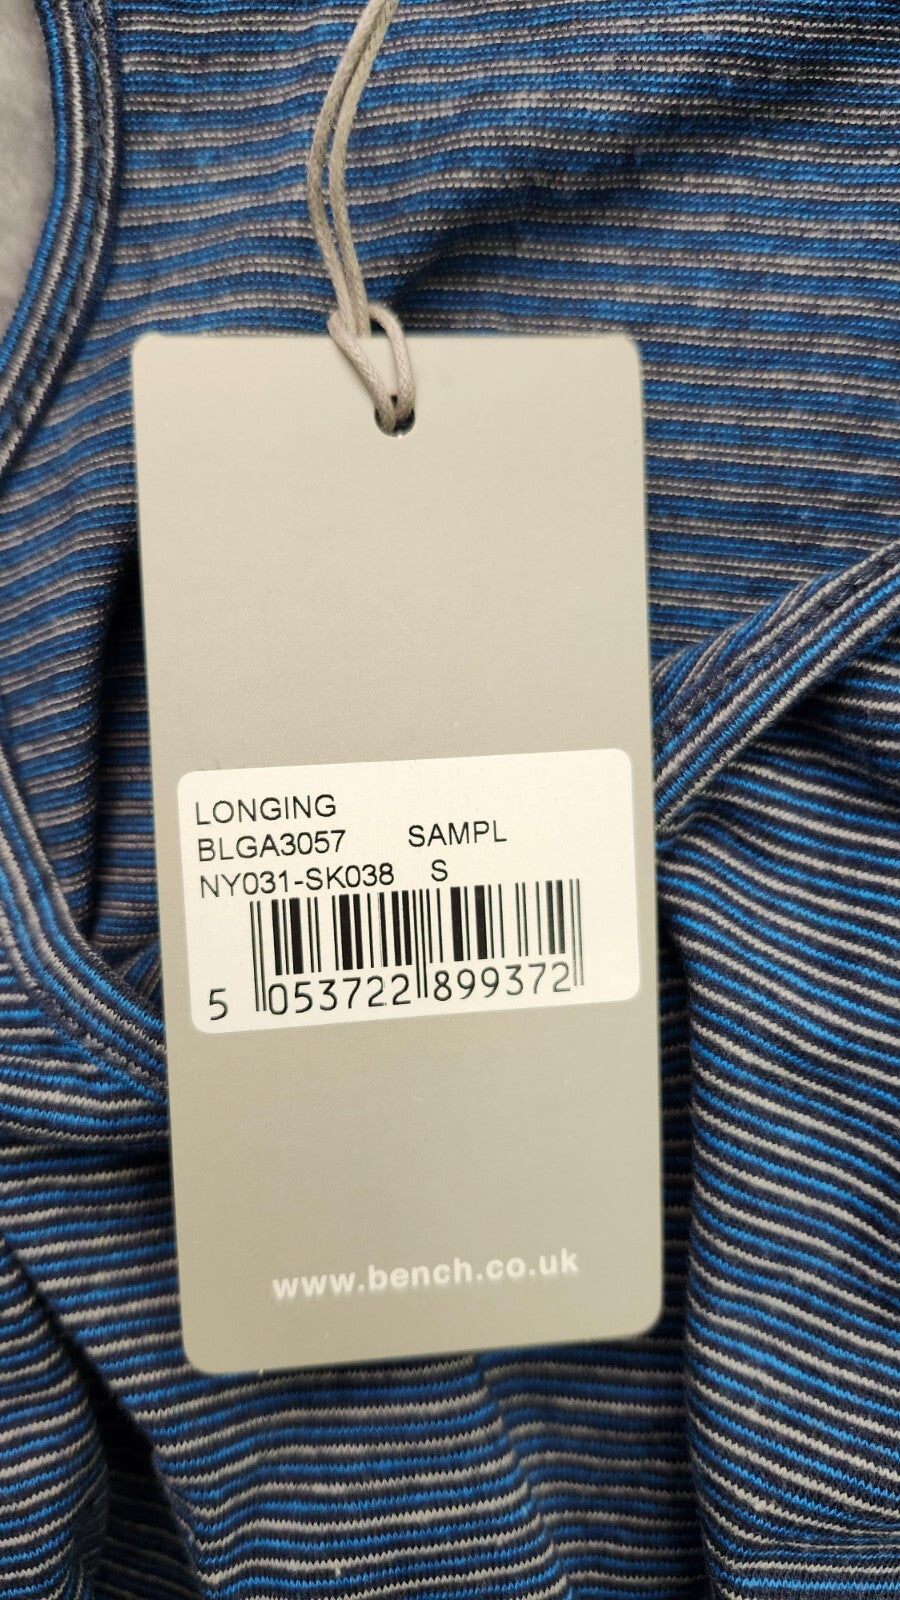 LONGING
BLGA3057 SAMPL
NY031-SK038 S
5 053722 899372
www.bench.co.uk